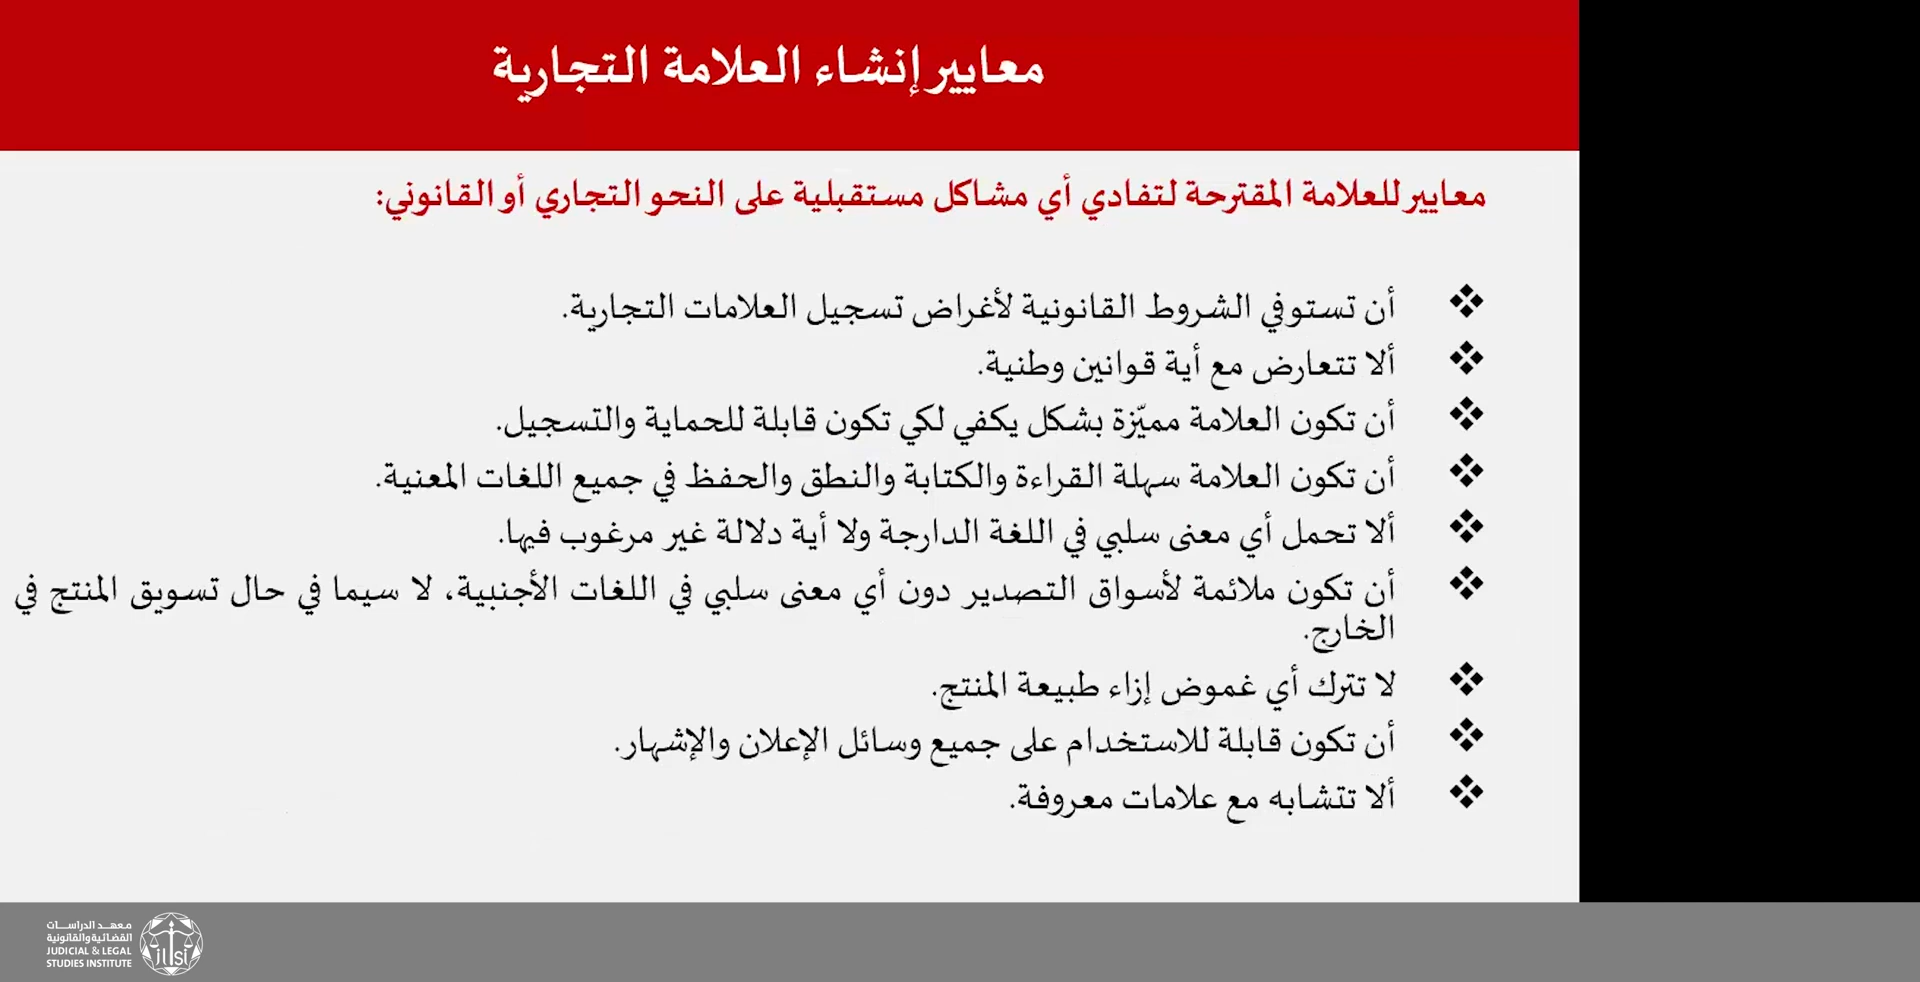 معايير إنشاء العلامة التجارية
معايير للعلامة المقترحة لتفادي أي مشاكل مستقبلية على النحو التجاري أو القانوني:
أن تستوفي الشروط القانونية لأغراض تسجيل العلامات التجارية.
ألا تتعارض مع أية قوانين وطنية.
أن تكون العلامة مميّزة بشكل يكفي لكي تكون قابلة للحماية والتسجيل.
أن تكون العلامة سهلة القراءة والكتابة والنطق والحفظ في جميع اللغات المعنية.
ألا تحمل أي معنى سلبي في اللغة الدارجة ولا أية دلالة غير مرغوب فيها.
أن تكون ملائمة لأسواق التصدير دون أي معنى سلبي في اللغات الأجنبية، لا سيما في حال تسويق المنتج في
الخارج.
لا تترك أي غموض إزاء طبيعة المنتج.
أن تكون قابلة للاستخدام على جميع وسائل الإعلان والإشهار.
ألا تتشابه مع علامات معروفة.
معهد الدراسات
القضائية والقانونية
JUDICIAL & LEGAL
STUDIES INSTITUTE
jlsi